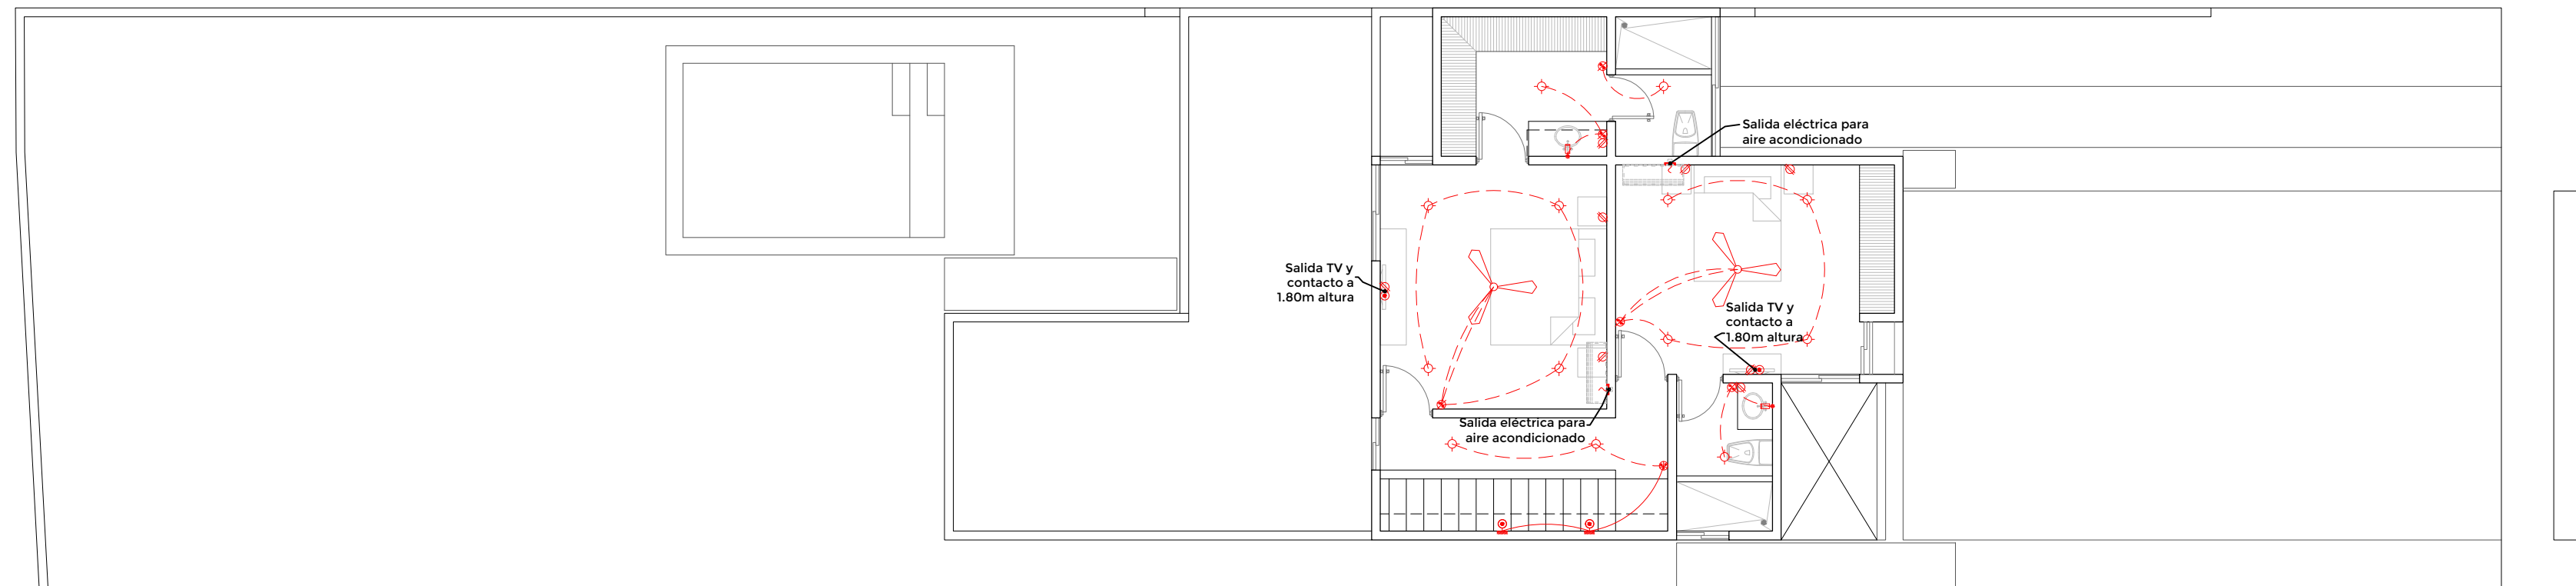 Salida eléctrica para
aire acondicionado
Salida TV y
contacto a
1.80m altura
Salida TV y
contacto a
1.80m altura
Salida eléctrica para
aire acondicionado